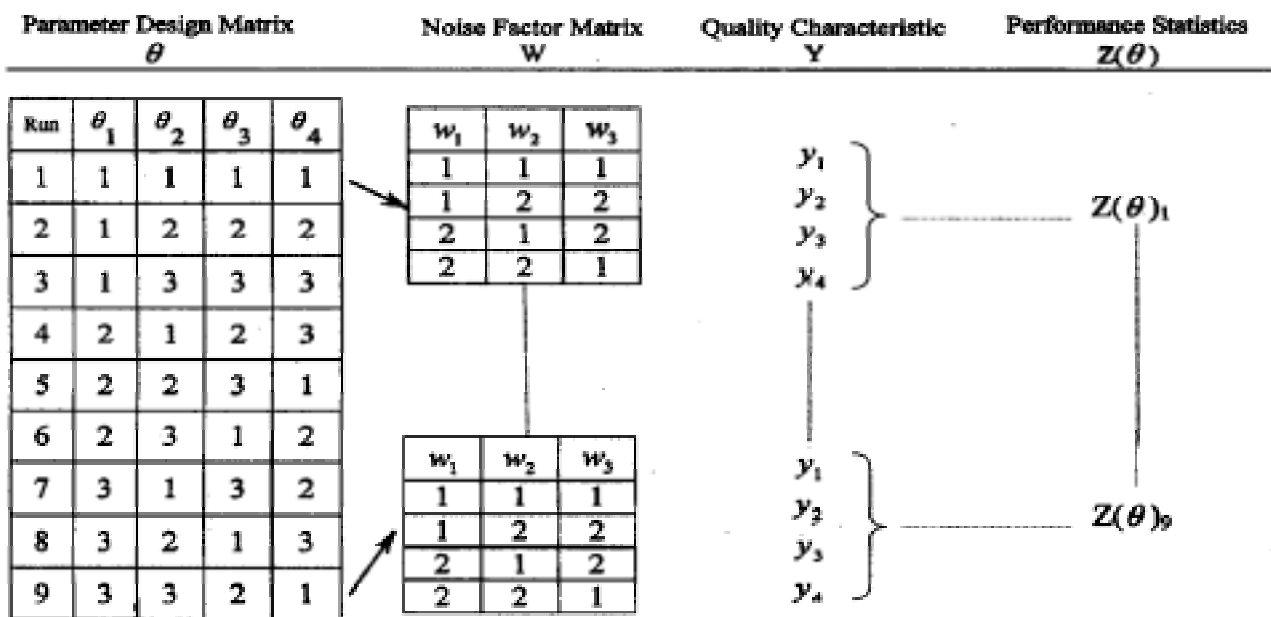 Parameter Design Matrix
θ
Noise Factor Matrix
W
Quality Characteristic
Y
Performance Statistics
Z(θ)
Run θ1 θ2 θ3 θ4
1 1 1 1 1
2 1 2 2 2
3 1 3 3 3
4 2 1 2 3
5 2 2 3 1
6 2 3 1 2
7 3 1 3 2
8 3 2 1 3
9 3 3 2 1
w1 w2 w3
1 1 1
1 2 2
2 1 2
2 2 1
w1 w2 w3
1 1 1
1 2 2
2 1 2
2 2 1
y1
y2
y3
y4
y1
y2
y3
y4
Z(θ)1
Z(θ)9